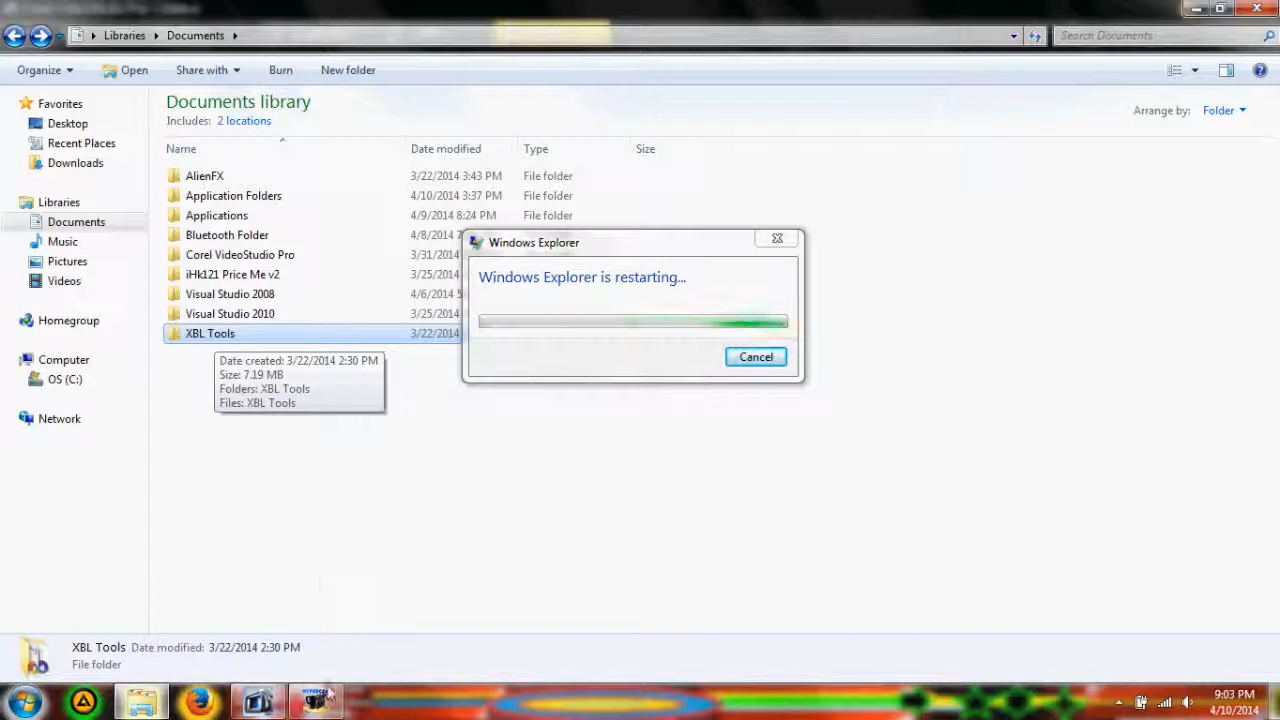 Libraries Documents
Search Documents
Organize Open Share with Burn New folder
Documents library
Includes: 2 locations
Arrange by: Folder
Name Date modified Type Size
Favorites
Desktop
Recent Places
Downloads
Libraries
Documents
Music
Pictures
Videos
Homegroup
Computer
OS (C:)
Network
AlienFX 3/22/2014 3:43 PM File folder
Application Folders 4/10/2014 3:37 PM File folder
Applications 4/9/2014 8:24 PM File folder
Bluetooth Folder 4/8/2014
Corel VideoStudio Pro 3/31/2014
iHk121 Price Me v2 3/25/2014
Visual Studio 2008 4/6/2014
Visual Studio 2010 3/25/2014
XBL Tools 3/22/2014
Windows Explorer
Windows Explorer is restarting...
Cancel
Date created: 3/22/2014 2:30 PM
Size: 7.19 MB
Folders: XBL Tools
Files: XBL Tools
XBL Tools Date modified: 3/22/2014 2:30 PM
File folder
9:03 PM
4/10/2014